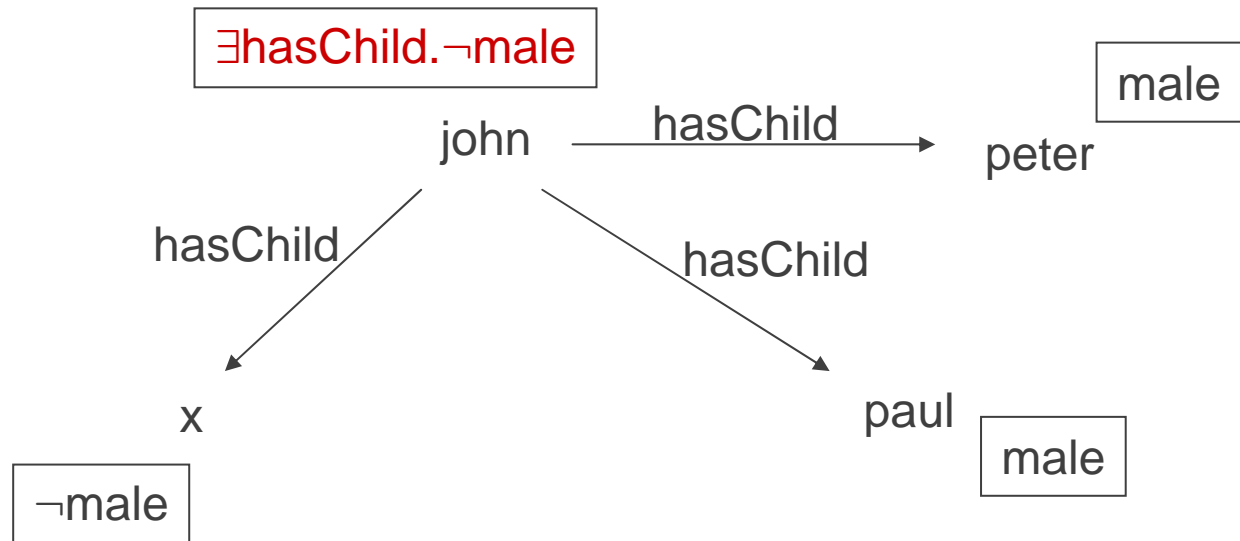 ∃hasChild.¬male
male
john
hasChild
peter
hasChild
hasChild
x
paul
male
¬male